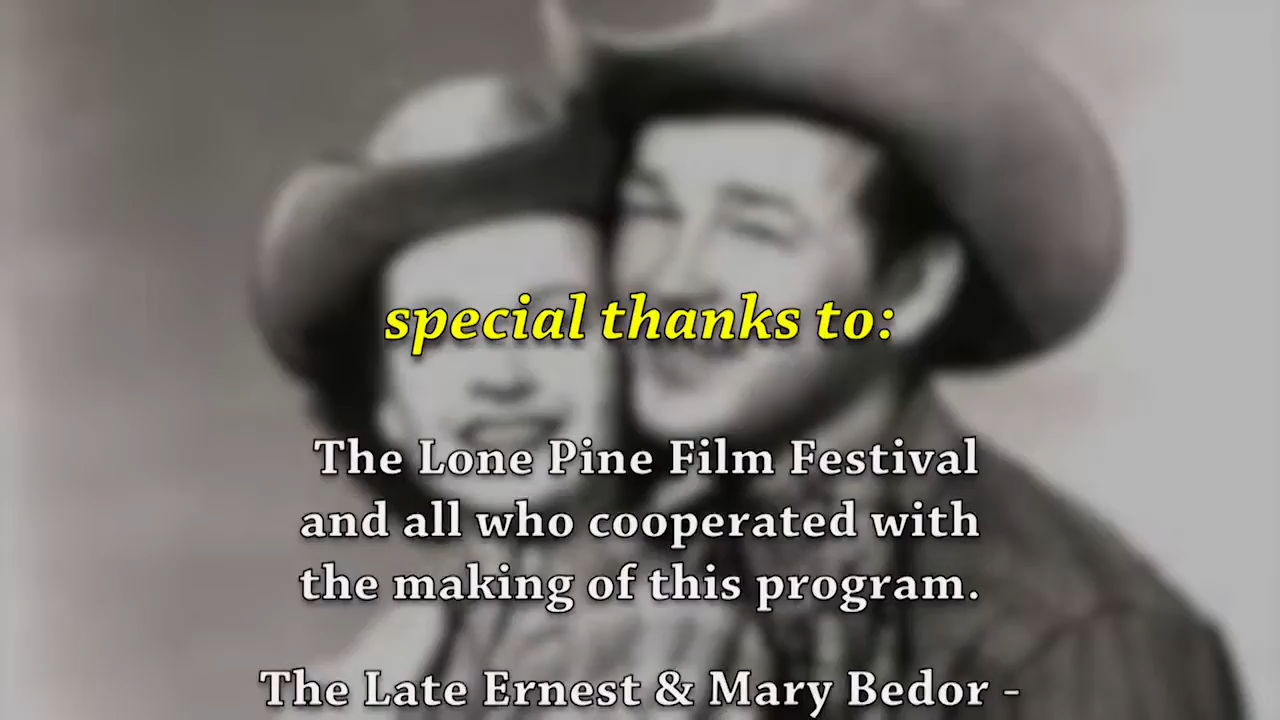 special thanks to:
The Lone Pine Film Festival
and all who cooperated with
the making of this program.
The Late Ernest & Mary Bedor -